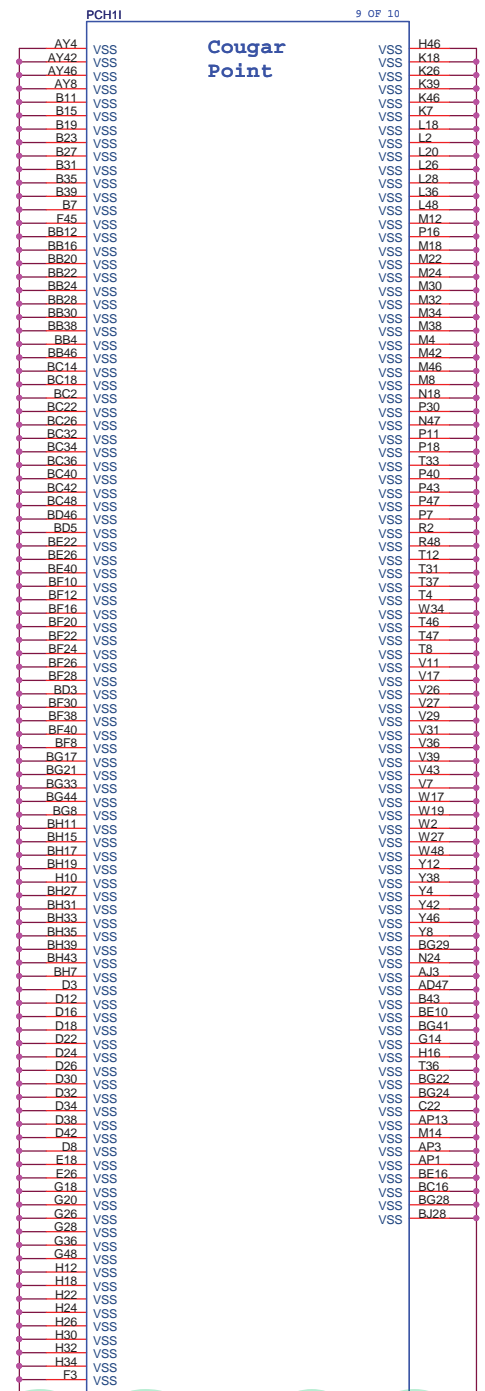 PCH1I 9 OF 10
Cougar
Point
AY4 VSS VSS H46
AY42 VSS VSS K18
AY46 VSS VSS K26
AY8 VSS VSS K39
B11 VSS VSS K46
B15 VSS VSS K7
B19 VSS VSS L18
B23 VSS VSS L2
B27 VSS VSS L20
B31 VSS VSS L26
B35 VSS VSS L28
B39 VSS VSS L36
B7 VSS VSS L48
F45 VSS VSS M12
BB12 VSS VSS P16
BB16 VSS VSS M18
BB20 VSS VSS M22
BB22 VSS VSS M24
BB24 VSS VSS M30
BB28 VSS VSS M32
BB30 VSS VSS M34
BB38 VSS VSS M38
BB4 VSS VSS M4
BB46 VSS VSS M42
BC14 VSS VSS M46
BC18 VSS VSS M8
BC2 VSS VSS N18
BC22 VSS VSS P30
BC26 VSS VSS N47
BC32 VSS VSS P11
BC34 VSS VSS P18
BC36 VSS VSS T33
BC40 VSS VSS P40
BC42 VSS VSS P43
BC48 VSS VSS P47
BD46 VSS VSS P7
BD5 VSS VSS R2
BE22 VSS VSS R48
BE26 VSS VSS T12
BE40 VSS VSS T31
BF10 VSS VSS T37
BF12 VSS VSS T4
BF16 VSS VSS W34
BF20 VSS VSS T46
BF22 VSS VSS T47
BF24 VSS VSS T8
BF26 VSS VSS V11
BF28 VSS VSS V17
BD3 VSS VSS V26
BF30 VSS VSS V27
BF38 VSS VSS V29
BF40 VSS VSS V31
BF8 VSS VSS V36
BG17 VSS VSS V39
BG21 VSS VSS V43
BG33 VSS VSS V7
BG44 VSS VSS W17
BG8 VSS VSS W19
BH11 VSS VSS W2
BH15 VSS VSS W27
BH17 VSS VSS W48
BH19 VSS VSS Y12
H10 VSS VSS Y38
BH27 VSS VSS Y4
BH31 VSS VSS Y42
BH33 VSS VSS Y46
BH35 VSS VSS Y8
BH39 VSS VSS BG29
BH43 VSS VSS N24
BH7 VSS VSS AJ3
D3 VSS VSS AD47
D12 VSS VSS B43
D16 VSS VSS BE10
D18 VSS VSS BG41
D22 VSS VSS G14
D24 VSS VSS H16
D26 VSS VSS T36
D30 VSS VSS BG22
D32 VSS VSS BG24
D34 VSS VSS C22
D38 VSS VSS AP13
D42 VSS VSS M14
D8 VSS VSS AP3
E18 VSS VSS AP1
E26 VSS VSS BE16
G18 VSS VSS BC16
G20 VSS VSS BG28
G26 VSS VSS BJ28
G28 VSS
G36 VSS
G48 VSS
H12 VSS
H18 VSS
H22 VSS
H24 VSS
H26 VSS
H30 VSS
H32 VSS
H34 VSS
F3 VSS